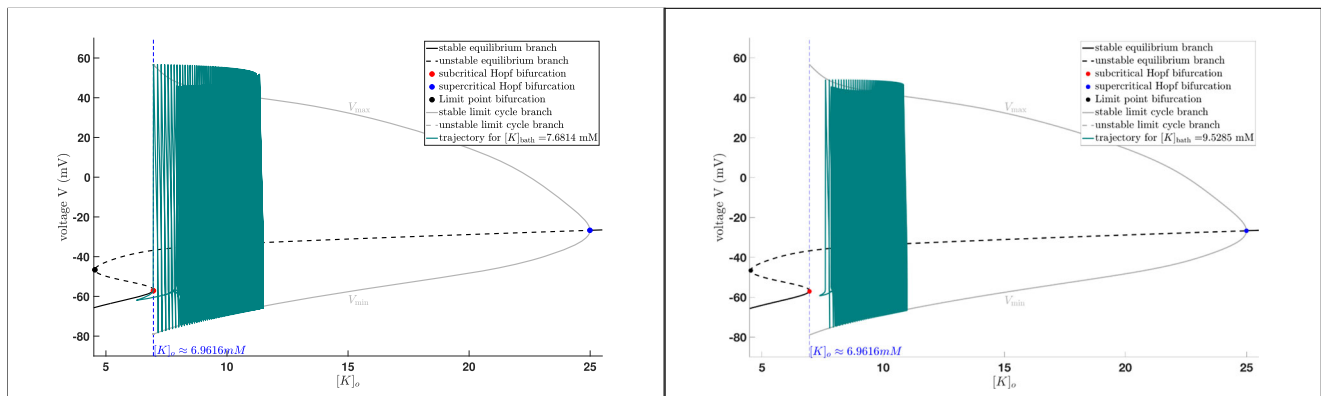 stable equilibrium branch
unstable equilibrium branch
subcritical Hopf bifurcation
supercritical Hopf bifurcation
Limit point bifurcation
stable limit cycle branch
unstable limit cycle branch
trajectory for [K]bath =7.6814 mM
60
40
20
0
-20
-40
-60
-80
voltage V (mV)
Vmax
Vmin
[K]o ≈ 6.9616mM
5
10
15
20
25
[K]o
stable equilibrium branch
unstable equilibrium branch
subcritical Hopf bifurcation
supercritical Hopf bifurcation
Limit point bifurcation
stable limit cycle branch
unstable limit cycle branch
trajectory for [K]bath =9.5285 mM
60
40
20
0
-20
-40
-60
-80
voltage V (mV)
Vmax
Vmin
[K]o ≈ 6.9616mM
5
10
15
20
25
[K]o